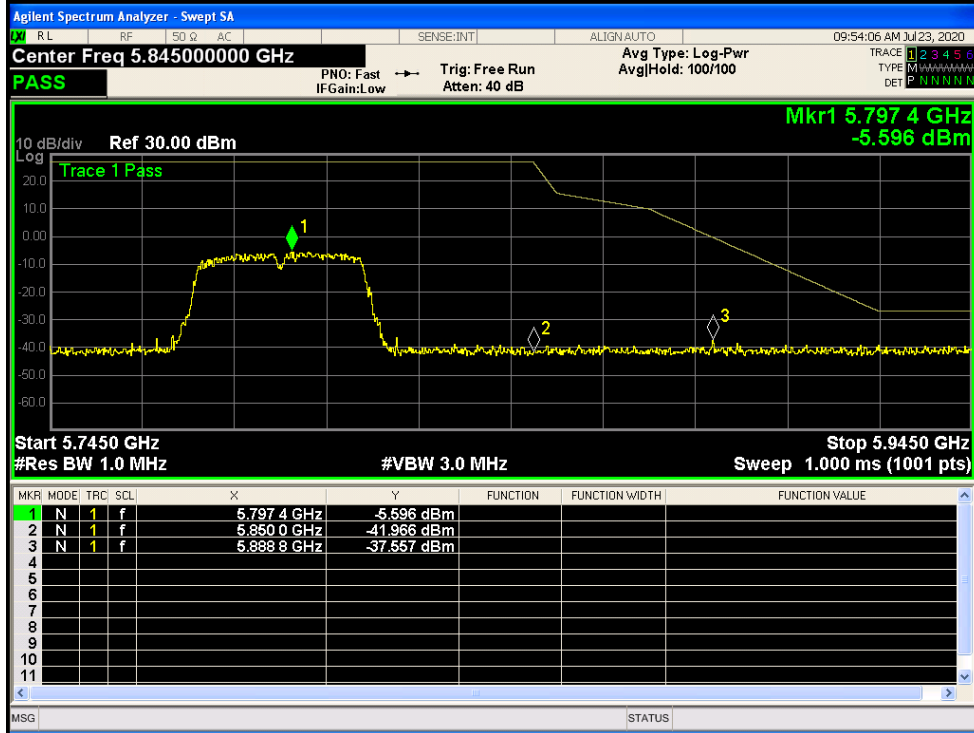 Agilent Spectrum Analyzer - Swept SA
LXI RL RF 50 Ω AC SENSE:INT ALIGNAUTO 09:54:06 AM Jul 23, 2020
Center Freq 5.845000000 GHz
PASS
PNO: Fast
IFGain:Low
Trig: Free Run
Atten: 40 dB
Avg Type: Log-Pwr
Avg|Hold: 100/100
TRACE 1 2 3 4 5 6
TYPE M W W W W W
DET P N N N N N
Mkr1 5.797 4 GHz
-5.596 dBm
10 dB/div Ref 30.00 dBm
Log
Trace 1 Pass
20.0
10.0
0.00
-10.0
-20.0
-30.0
-40.0
-50.0
-60.0
1
2
3
Start 5.7450 GHz Stop 5.9450 GHz
#Res BW 1.0 MHz #VBW 3.0 MHz Sweep 1.000 ms (1001 pts)
MKR MODE TRC SCL X Y FUNCTION FUNCTION WIDTH FUNCTION VALUE
1 N 1 f 5.797 4 GHz -5.596 dBm
2 N 1 f 5.850 0 GHz -41.966 dBm
3 N 1 f 5.888 8 GHz -37.557 dBm
4
5
6
7
8
9
10
11
MSG STATUS